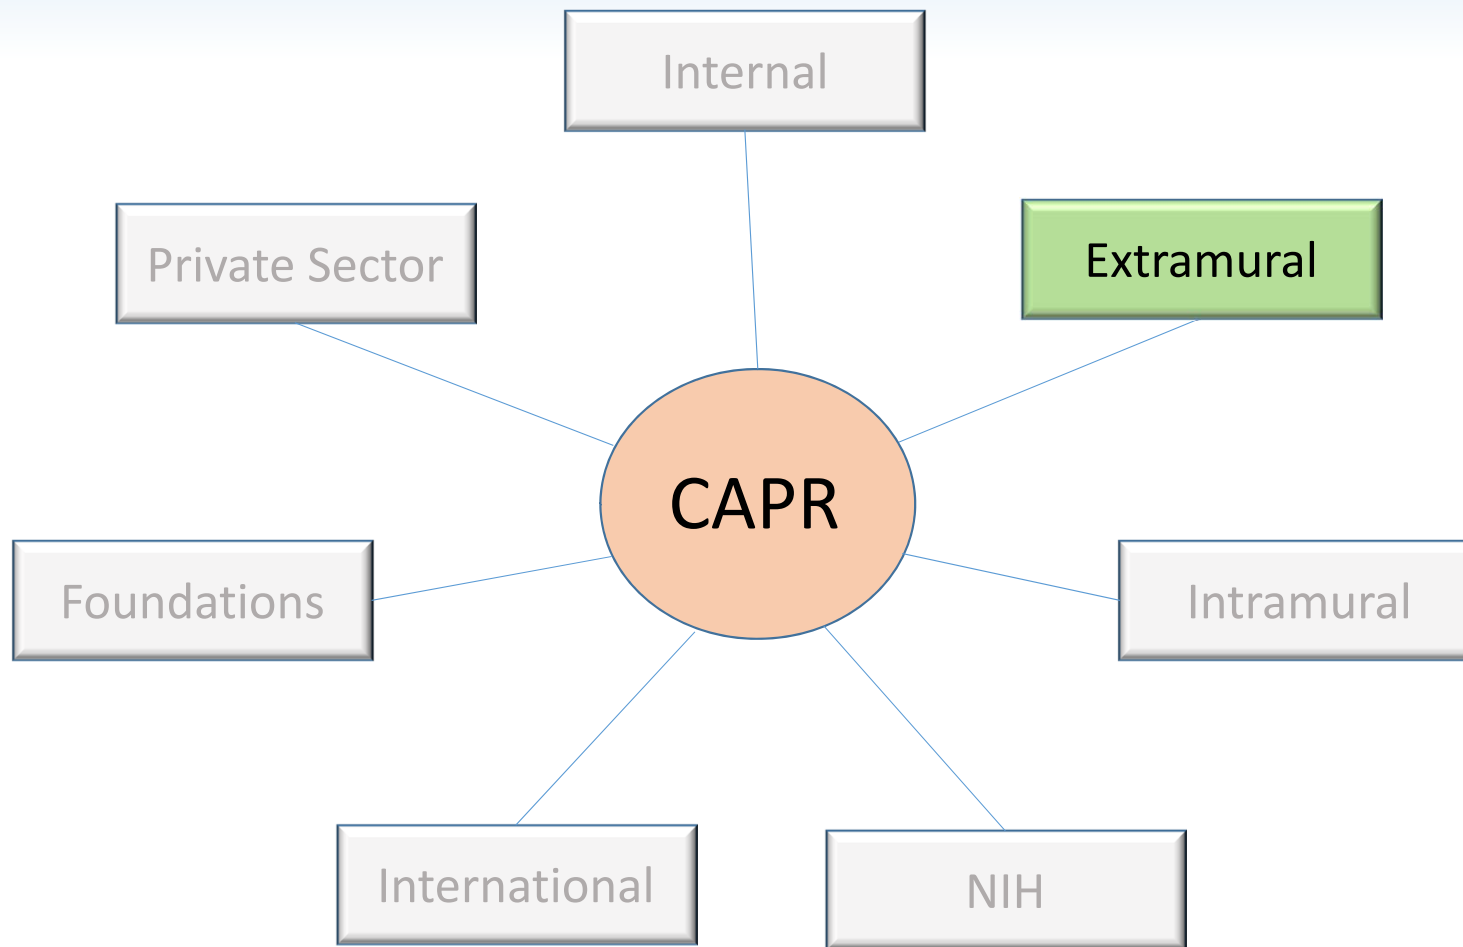 Internal
Private Sector
Extramural
CAPR
Foundations
Intramural
International
NIH